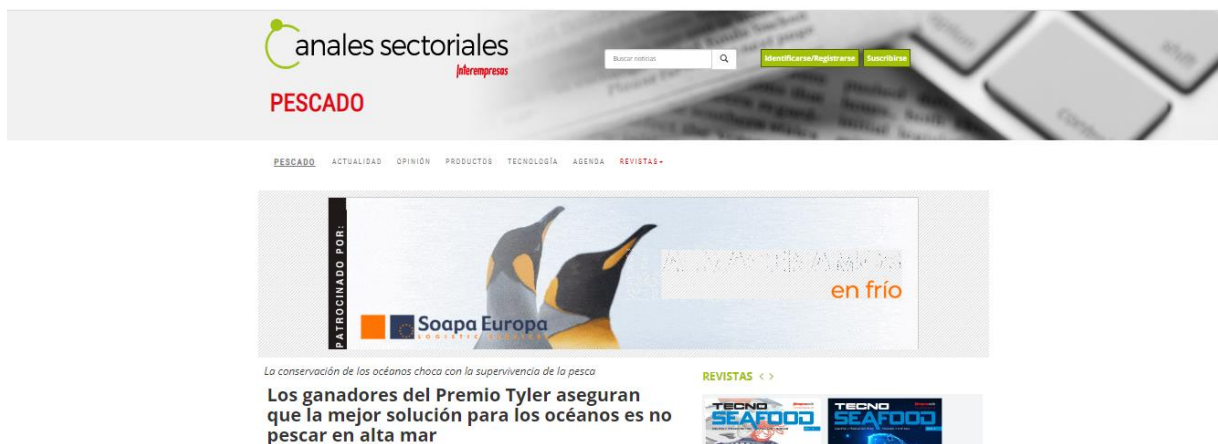 Canales sectoriales
Interempresas
PESCADO
Buscar noticias
Identificarse/Registrarse Suscribirse
PESCADO ACTUALIDAD OPINIÓN PRODUCTOS TECNOLOGÍA AGENDA REVISTAS
PATROCINADO POR:
en frío
Soapa Europa
La conservación de los océanos choca con la supervivencia de la pesca
Los ganadores del Premio Tyler aseguran
que la mejor solución para los océanos es no
pescar en alta mar
REVISTAS < >
TECNO
SEAFOOD
TECNO
SEAFOOD